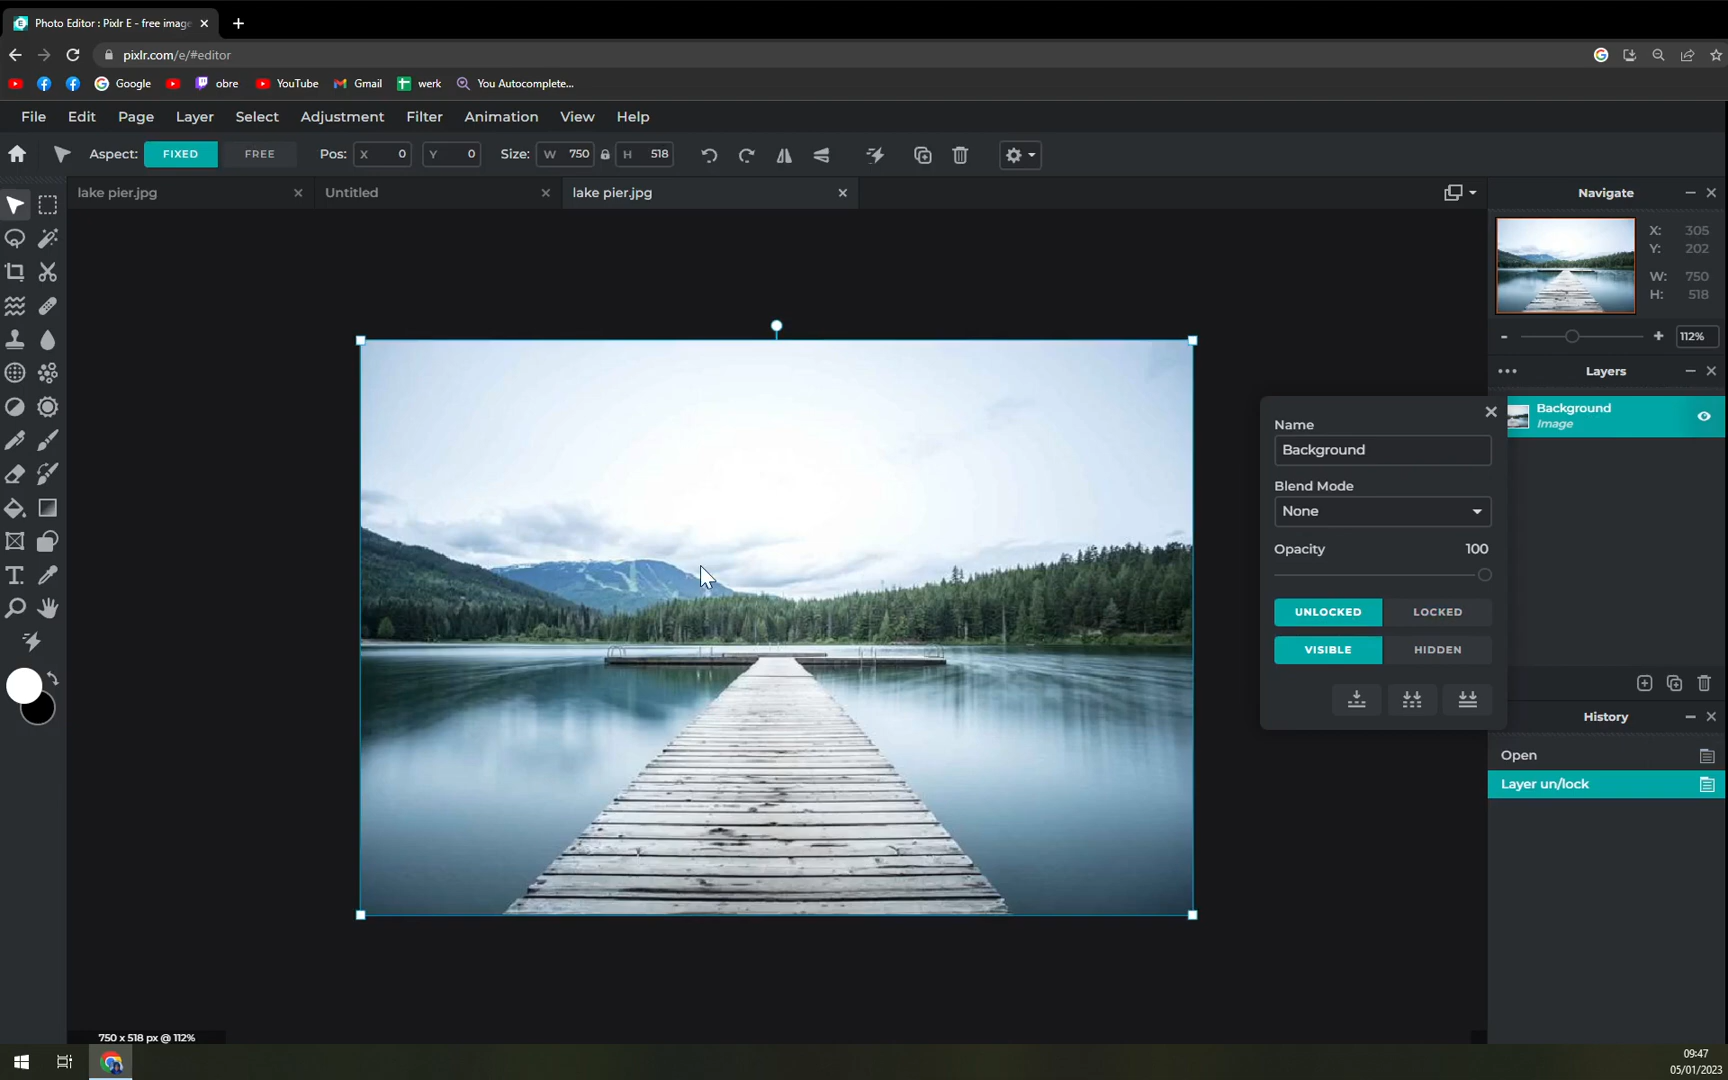 Photo Editor : Pixlr E - free image
pixlr.com/e/#editor
Google
obre
YouTube
Gmail
werk
You Autocomplete...
File Edit Page Layer Select Adjustment Filter Animation View Help
Aspect: FIXED FREE Pos: X 0 Y 0 Size: W 750 H 518
lake pier.jpg
Untitled
lake pier.jpg
Navigate
X: 305
Y: 202
W: 750
H: 518
112%
Layers
Background
Image
Name
Background
Blend Mode
None
Opacity 100
UNLOCKED LOCKED
VISIBLE HIDDEN
History
Open
Layer un/lock
750 x 518 px @ 112%
09:47
05/01/2023